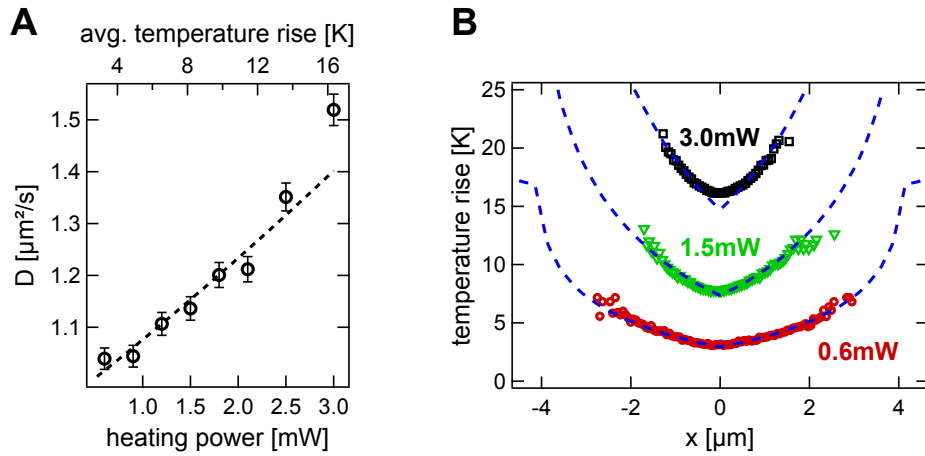 A
avg. temperature rise [K]
4 8 12 16
D [µm²/s]
1.5
1.4
1.3
1.2
1.1
1.0 1.5 2.0 2.5 3.0
heating power [mW]
B
temperature rise [K]
25
20
15
10
5
0
3.0mW
1.5mW
0.6mW
-4 -2 0 2 4
x [µm]